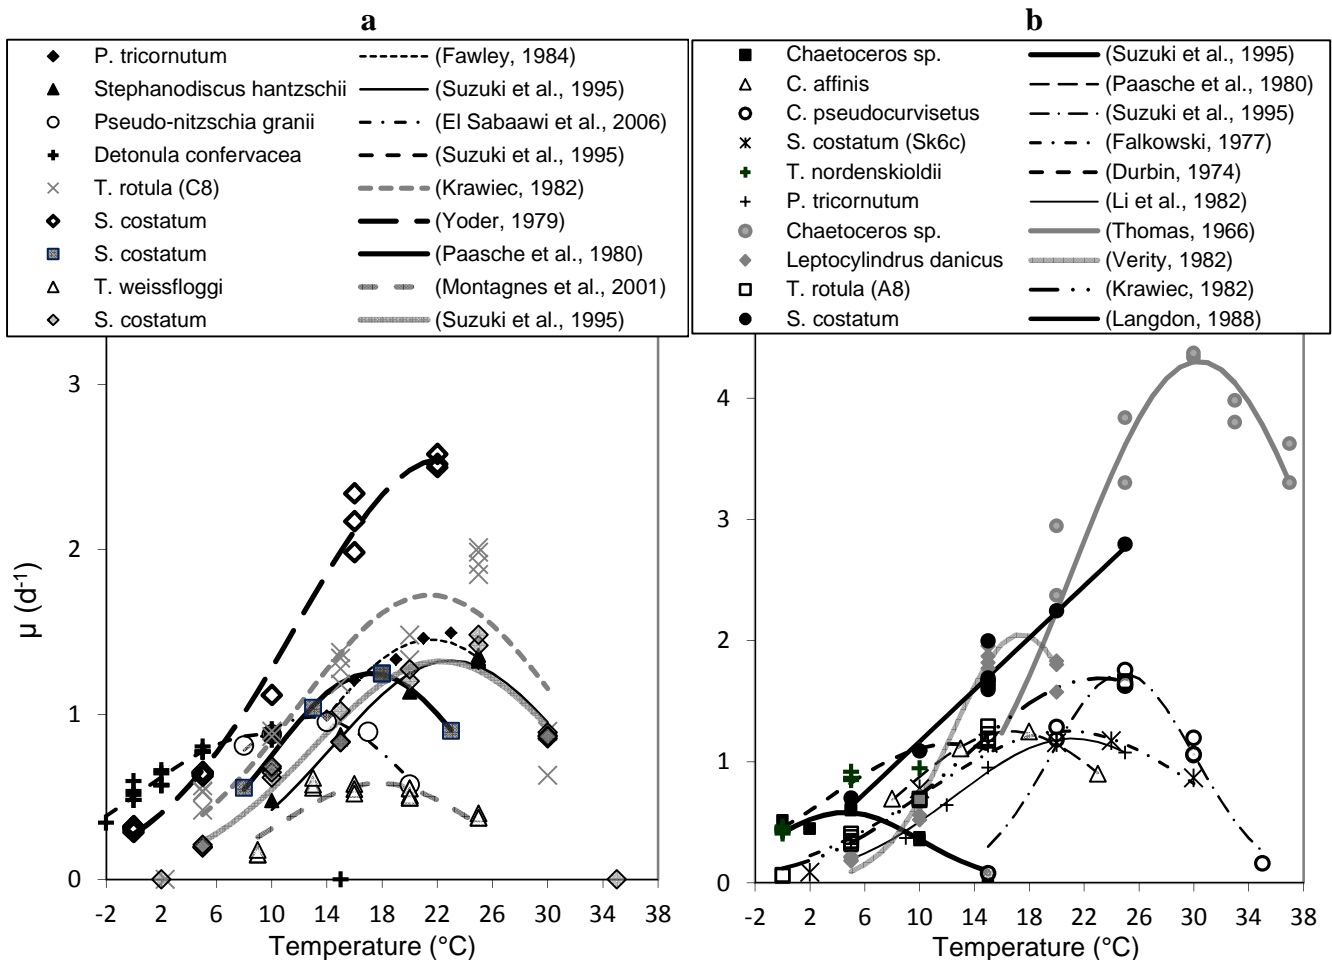 a
P. tricornutum (Fawley, 1984)
Stephanodiscus hantzschii (Suzuki et al., 1995)
Pseudo-nitzschia granii (El Sabaawi et al., 2006)
Detonula confervacea (Suzuki et al., 1995)
T. rotula (C8) (Krawiec, 1982)
S. costatum (Yoder, 1979)
S. costatum (Paasche et al., 1980)
T. weissfloggi (Montagnes et al., 2001)
S. costatum (Suzuki et al., 1995)
3
2
1
0
μ (d-1)
-2 2 6 10 14 18 22 26 30 34 38
Temperature (°C)
b
Chaetoceros sp. (Suzuki et al., 1995)
C. affinis (Paasche et al., 1980)
C. pseudocurvisetus (Suzuki et al., 1995)
S. costatum (Sk6c) (Falkowski, 1977)
T. nordenskioldii (Durbin, 1974)
P. tricornutum (Li et al., 1982)
Chaetoceros sp. (Thomas, 1966)
Leptocylindrus danicus (Verity, 1982)
T. rotula (A8) (Krawiec, 1982)
S. costatum (Langdon, 1988)
4
3
2
1
0
-2 2 6 10 14 18 22 26 30 34 38
Temperature (°C)